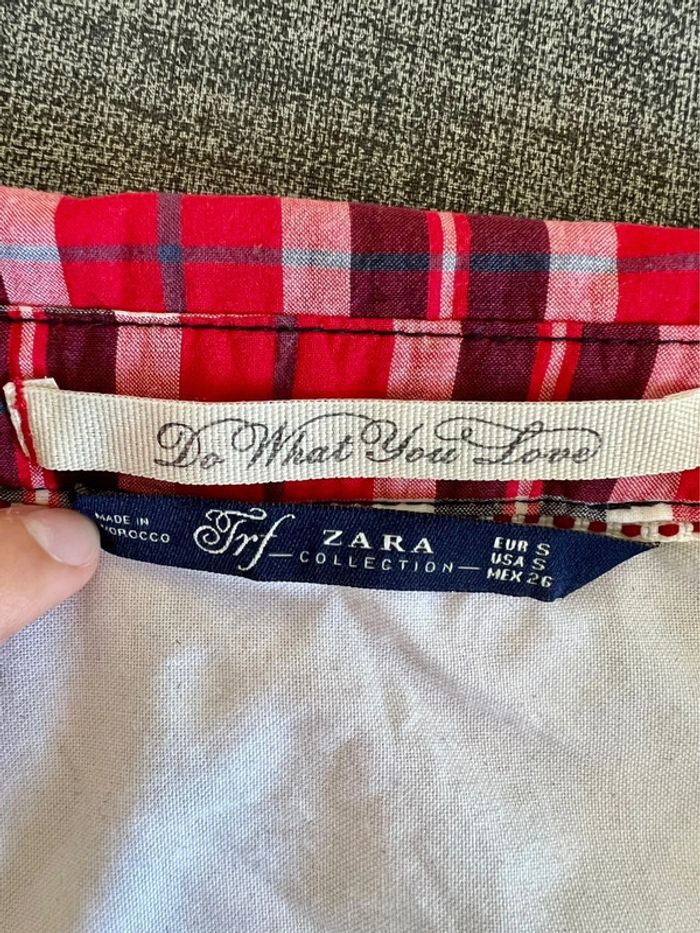 Do What You Love
MADE IN
MOROCCO
Trf ZARA
COLLECTION
EUR S
USA S
MEX 26